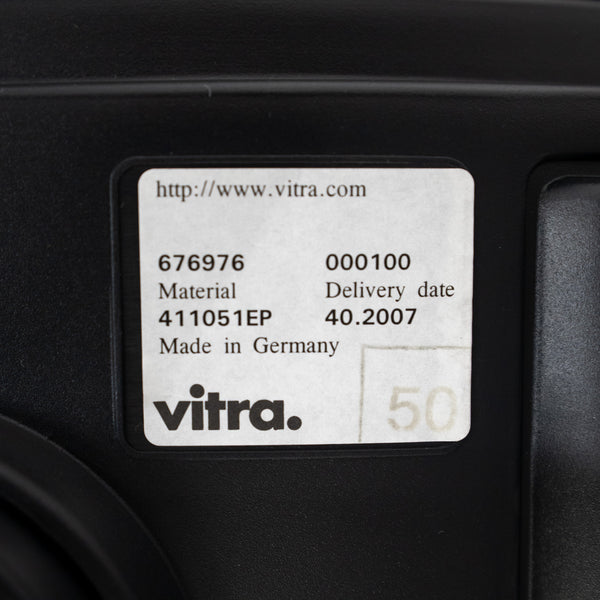 http://www.vitra.com
676976 000100
Material Delivery date
411051EP 40.2007
Made in Germany
vitra. 50